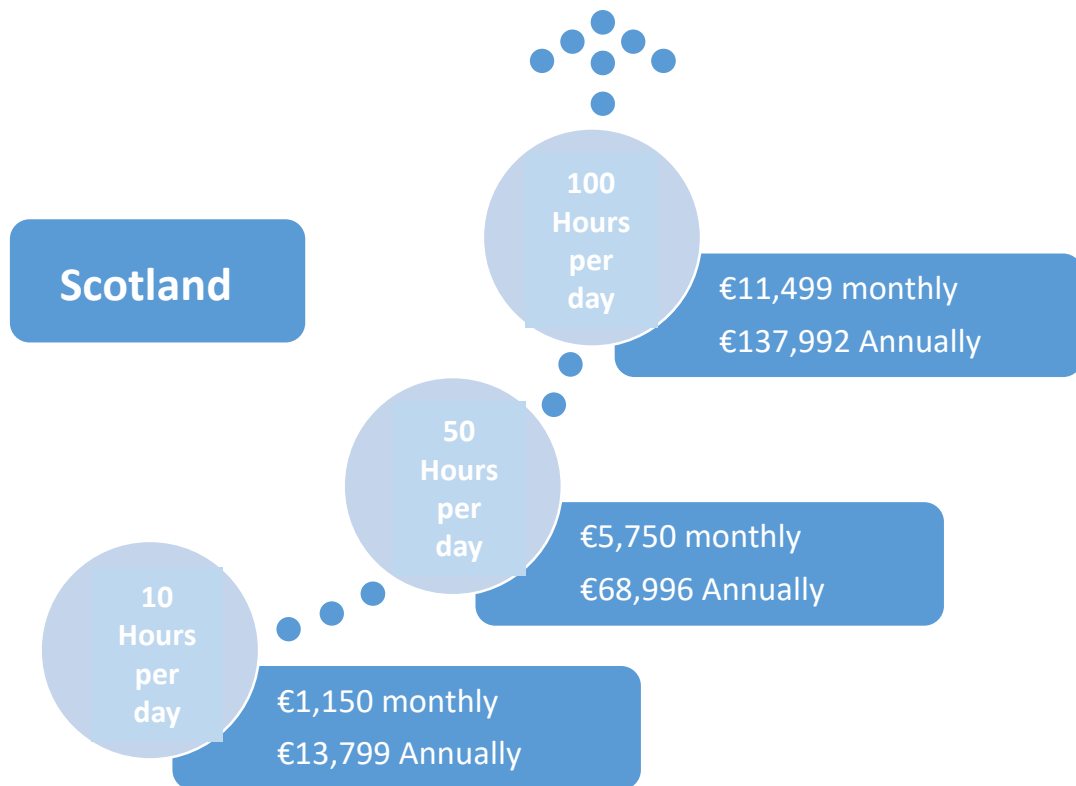 Scotland
100
Hours
per
day
€11,499 monthly
€137,992 Annually
50
Hours
per
day
€5,750 monthly
€68,996 Annually
10
Hours
per
day
€1,150 monthly
€13,799 Annually